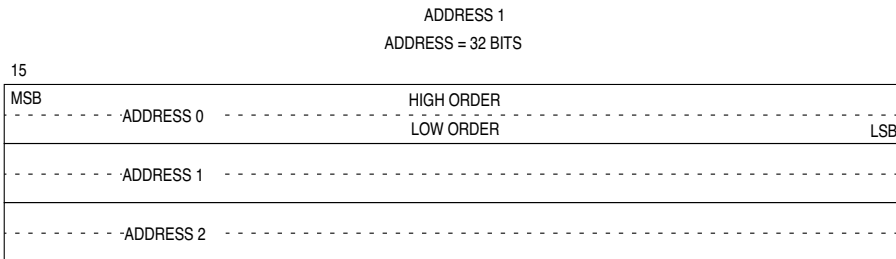 ADDRESS 1
ADDRESS = 32 BITS
15
MSB HIGH ORDER
ADDRESS 0
LOW ORDER LSB
ADDRESS 1
ADDRESS 2